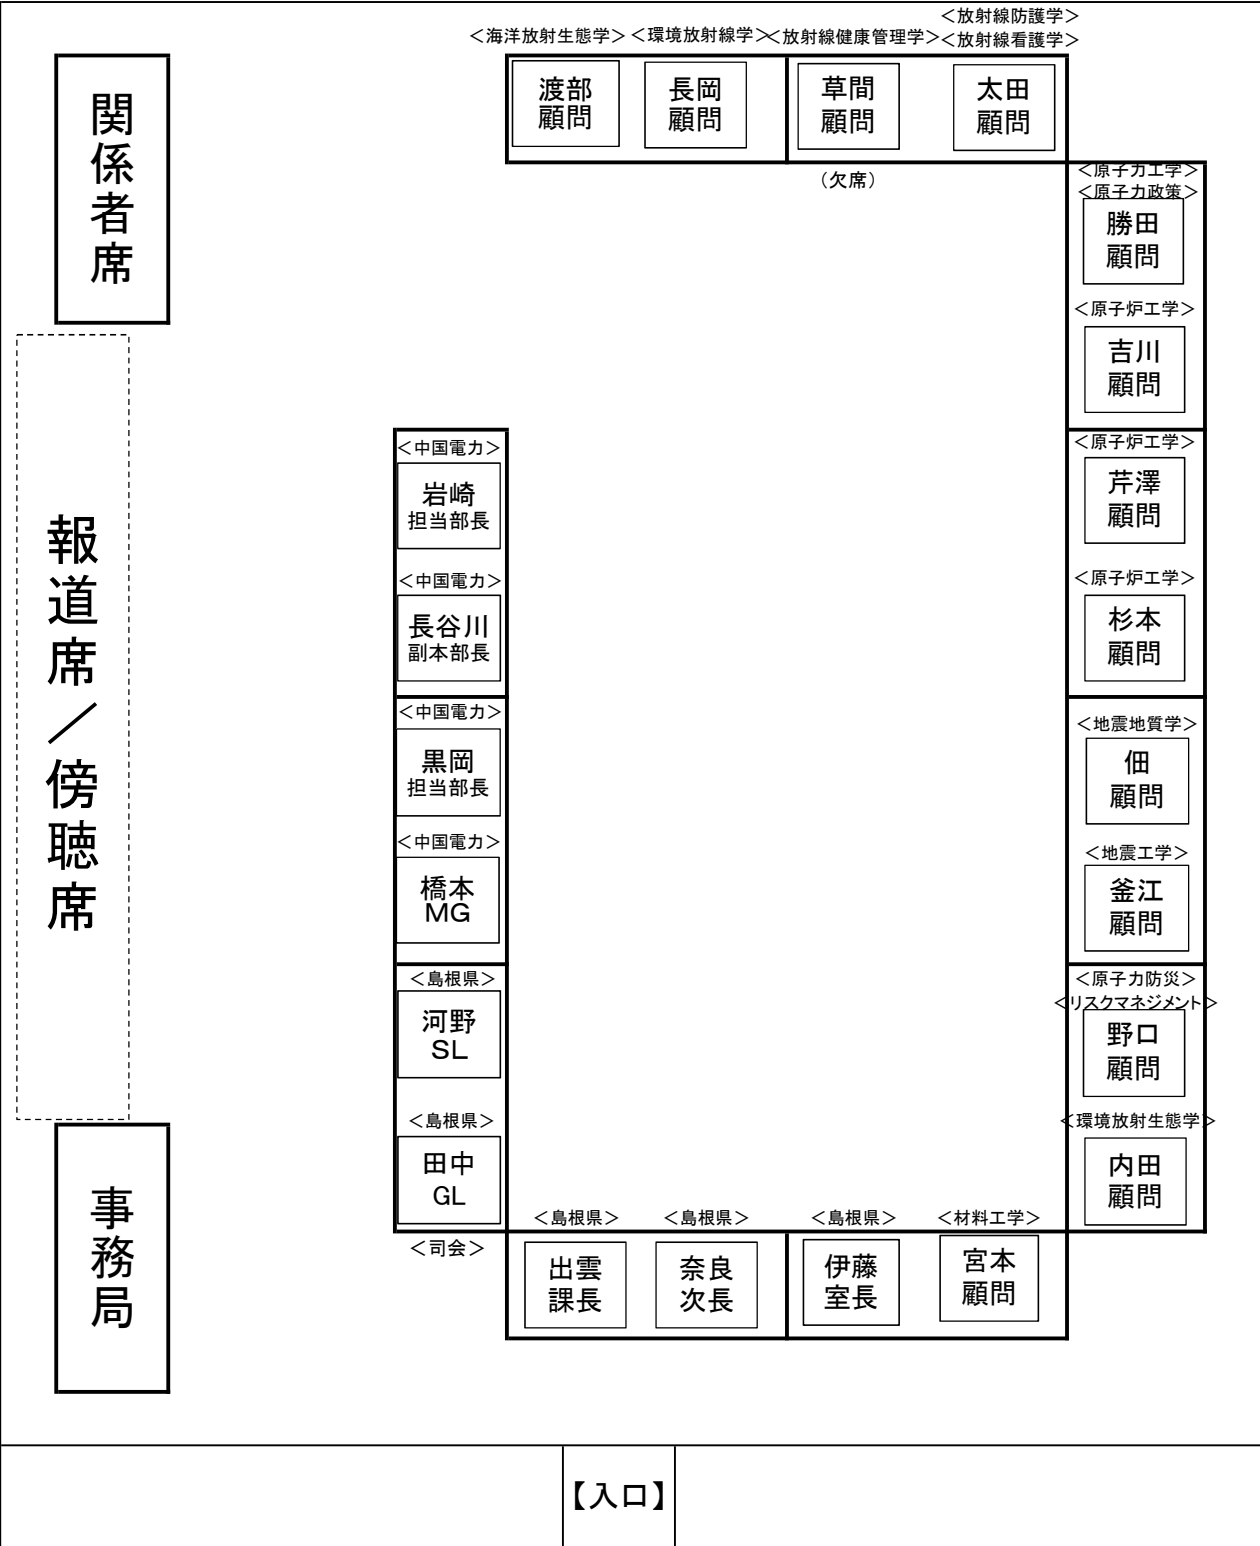 ＜放射線防護学＞
＜海洋放射生態学＞
＜環境放射線学＞
＜放射線健康管理学＞
＜放射線看護学＞
渡部
顧問
長岡
顧問
草間
顧問
太田
顧問
（欠席）
関係者席
報道席／傍聴席
事務局
＜原子力工学＞
＜原子力政策＞
勝田
顧問
＜原子炉工学＞
吉川
顧問
＜原子炉工学＞
芹澤
顧問
＜原子炉工学＞
杉本
顧問
＜地震地質学＞
佃
顧問
＜地震工学＞
釜江
顧問
＜原子力防災＞
＜リスクマネジメント＞
野口
顧問
＜環境放射生態学＞
内田
顧問
＜中国電力＞
岩崎
担当部長
＜中国電力＞
長谷川
副本部長
＜中国電力＞
黒岡
担当部長
＜中国電力＞
橋本
ＭＧ
＜島根県＞
河野
ＳＬ
＜島根県＞
田中
GL
＜司会＞
＜島根県＞
出雲
課長
＜島根県＞
奈良
次長
＜島根県＞
伊藤
室長
＜材料工学＞
宮本
顧問
【入口】